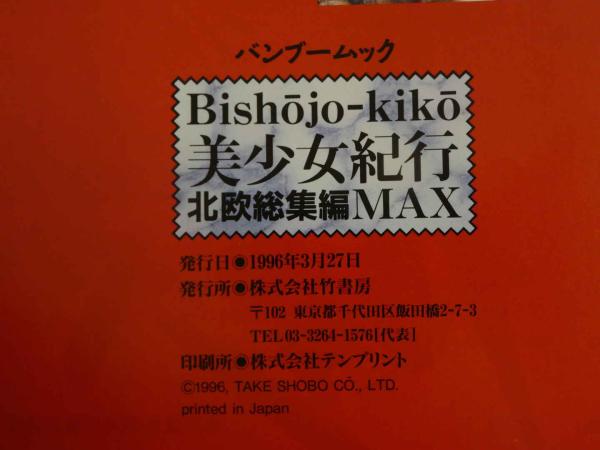 バンブームック
Bishōjo-kikō
美少女紀行
北欧総集編MAX
発行日◉1996年3月27日
発行所◉株式会社竹書房
〒102 東京都千代田区飯田橋2-7-3
TEL 03-3264-1576[代表]
印刷所◉株式会社テンプリント
©1996, TAKE SHOBO CŌ., LTD.
printed in Japan